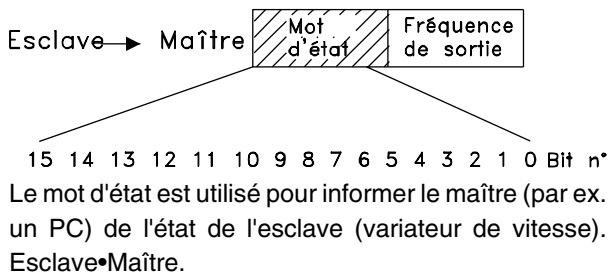 Esclave → Maître
Mot d'état
Fréquence de sortie
15 14 13 12 11 10 9 8 7 6 5 4 3 2 1 0 Bit n°
Le mot d'état est utilisé pour informer le maître (par ex.
un PC) de l'état de l'esclave (variateur de vitesse).
Esclave•Maître.